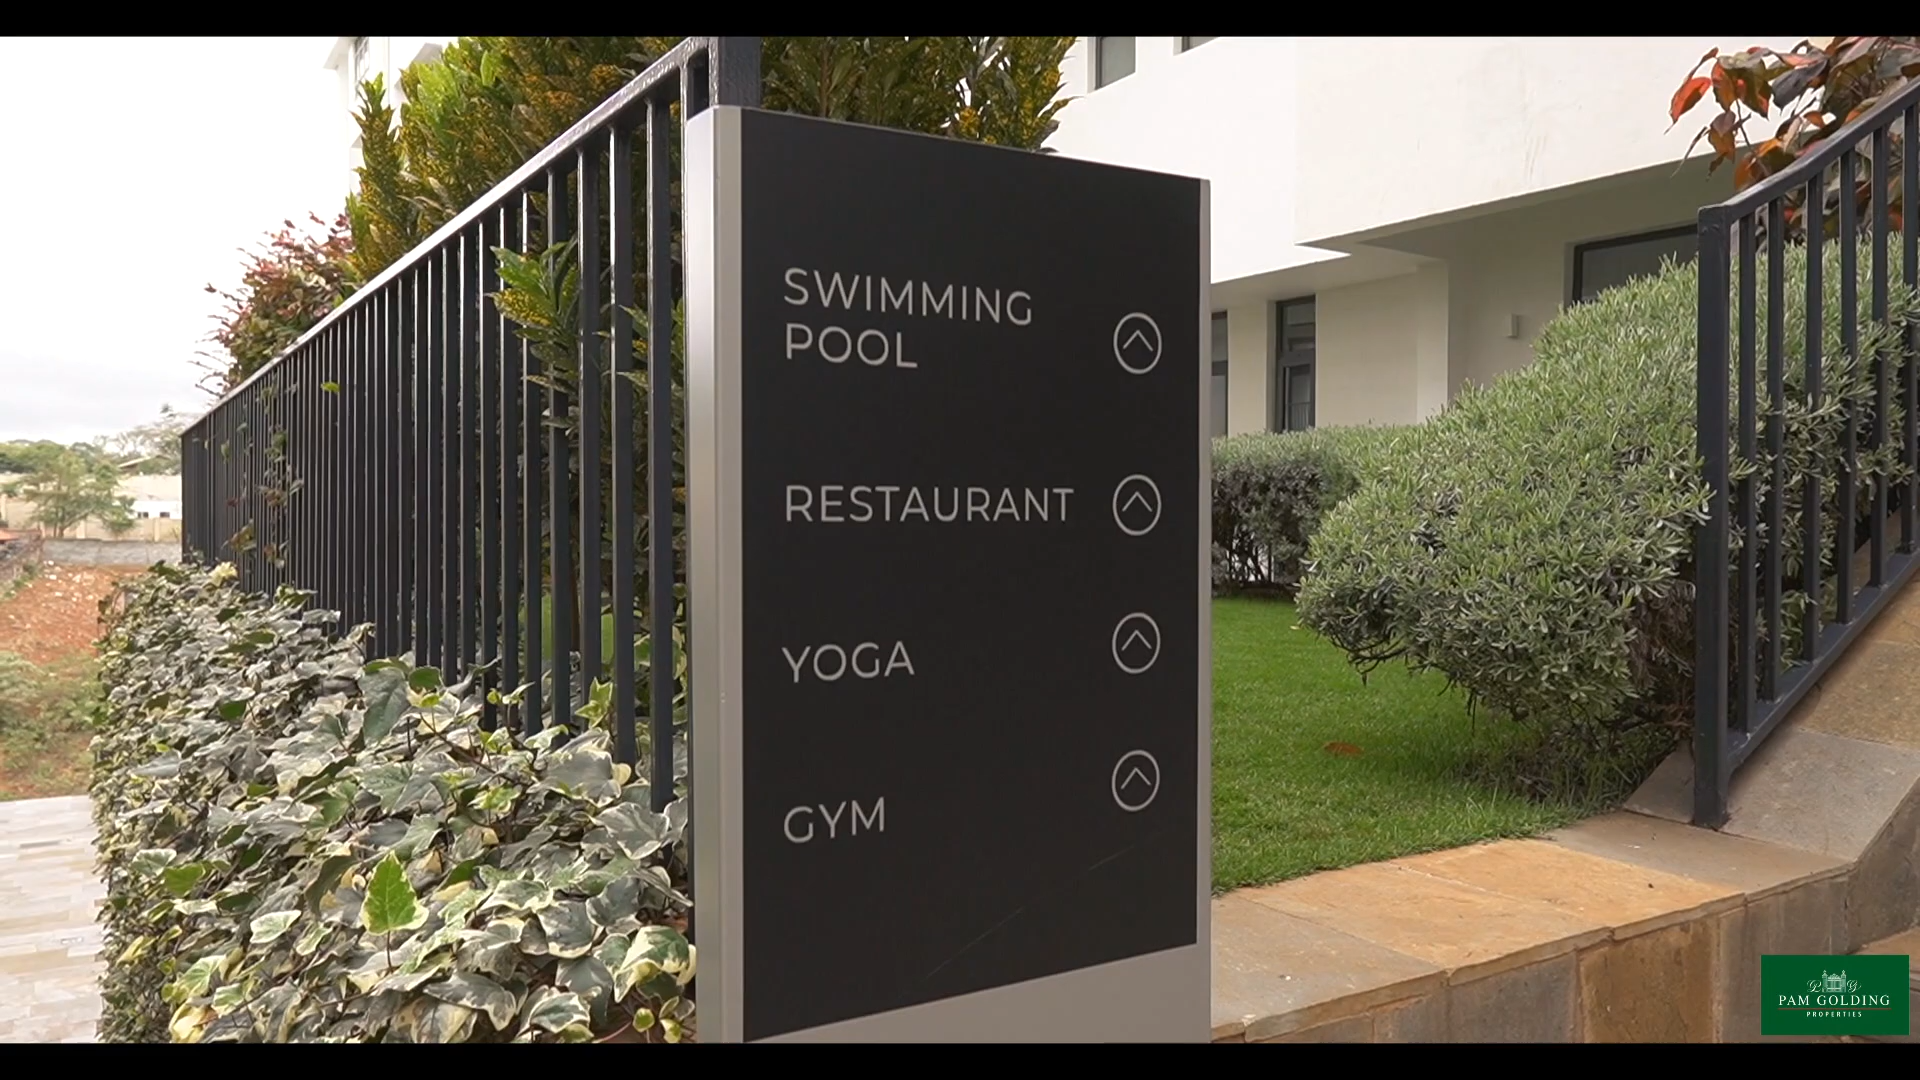 SWIMMING
POOL
RESTAURANT
YOGA
GYM
PAM GOLDING
PROPERTIES